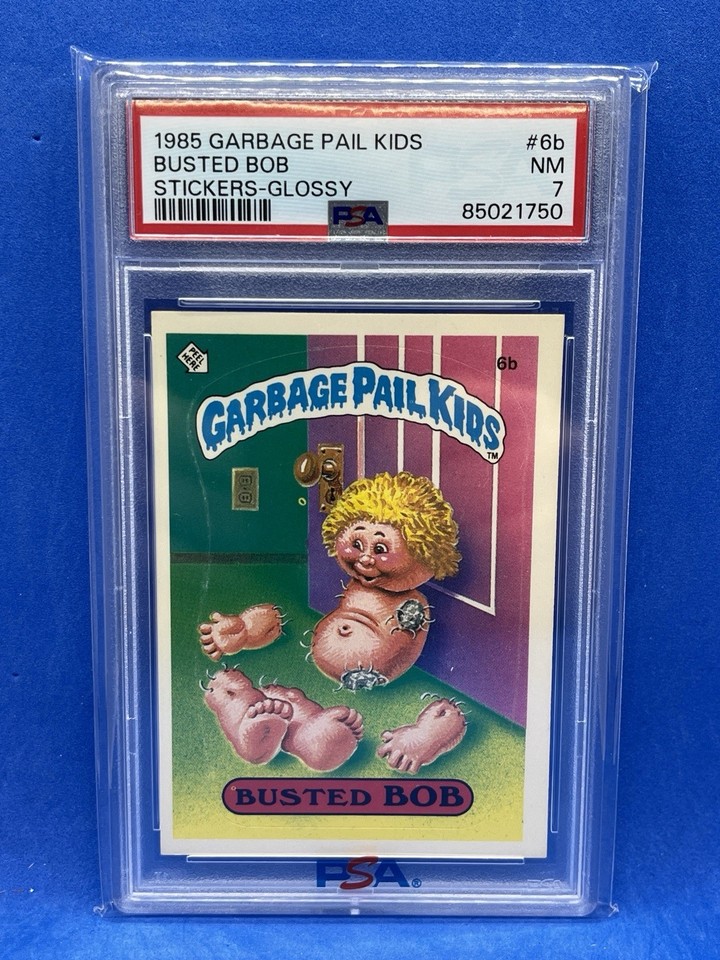 1985 GARBAGE PAIL KIDS #6b
BUSTED BOB NM
STICKERS-GLOSSY 7
PSA 85021750
PEEL HERE
6b
GARBAGE PAIL KIDS
TM
BUSTED BOB
PSA®